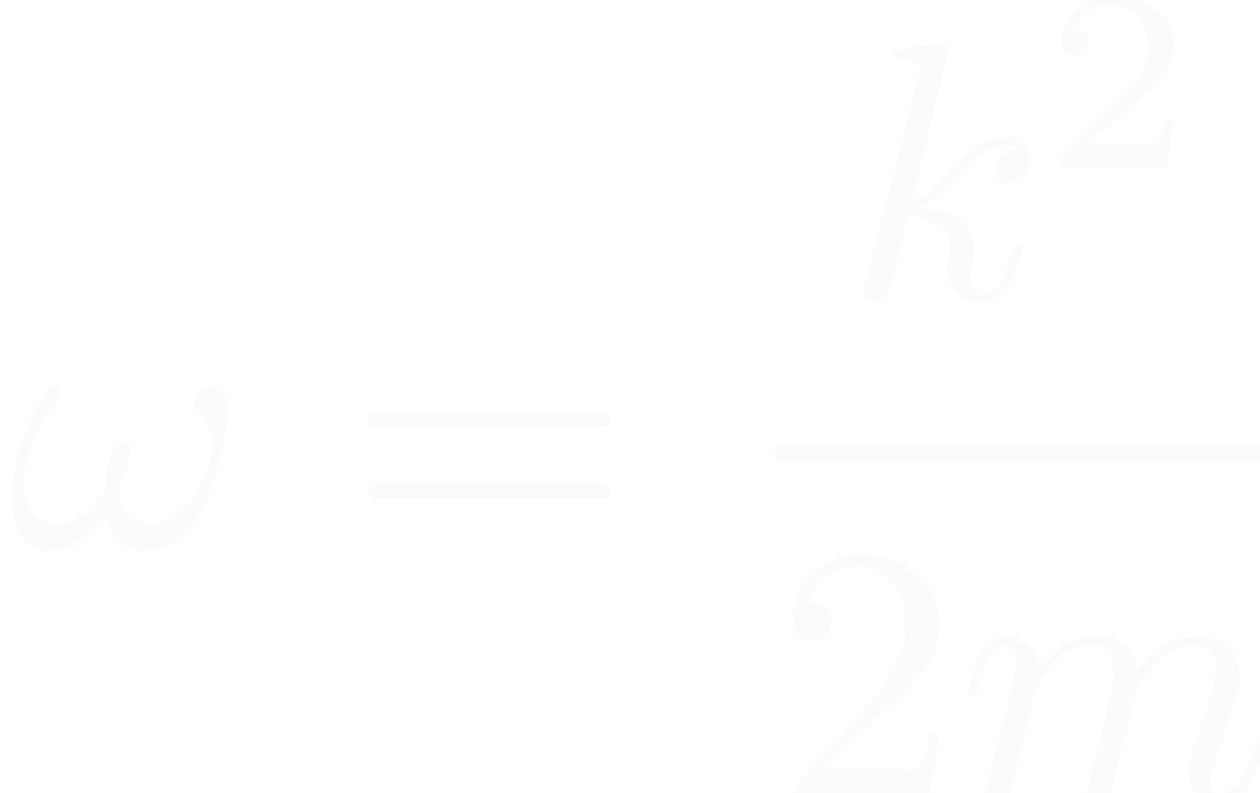 ω = k²/2m